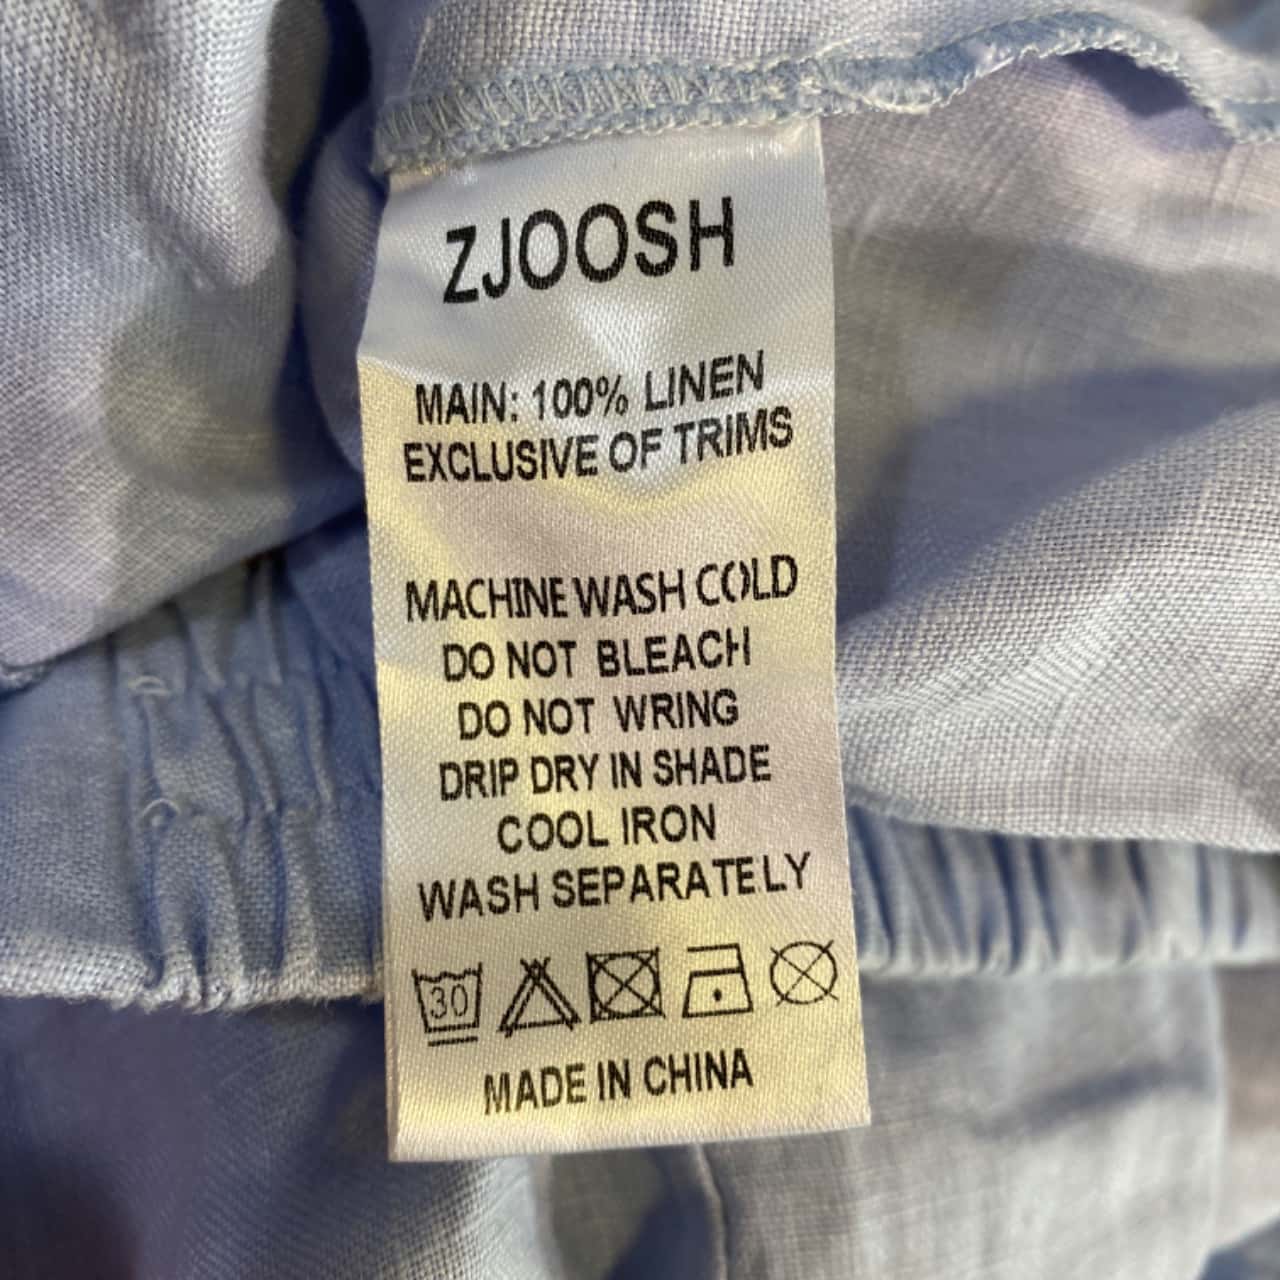 ZJOOSH
MAIN: 100% LINEN
EXCLUSIVE OF TRIMS
MACHINE WASH COLD
DO NOT BLEACH
DO NOT WRING
DRIP DRY IN SHADE
COOL IRON
WASH SEPARATELY
30
MADE IN CHINA